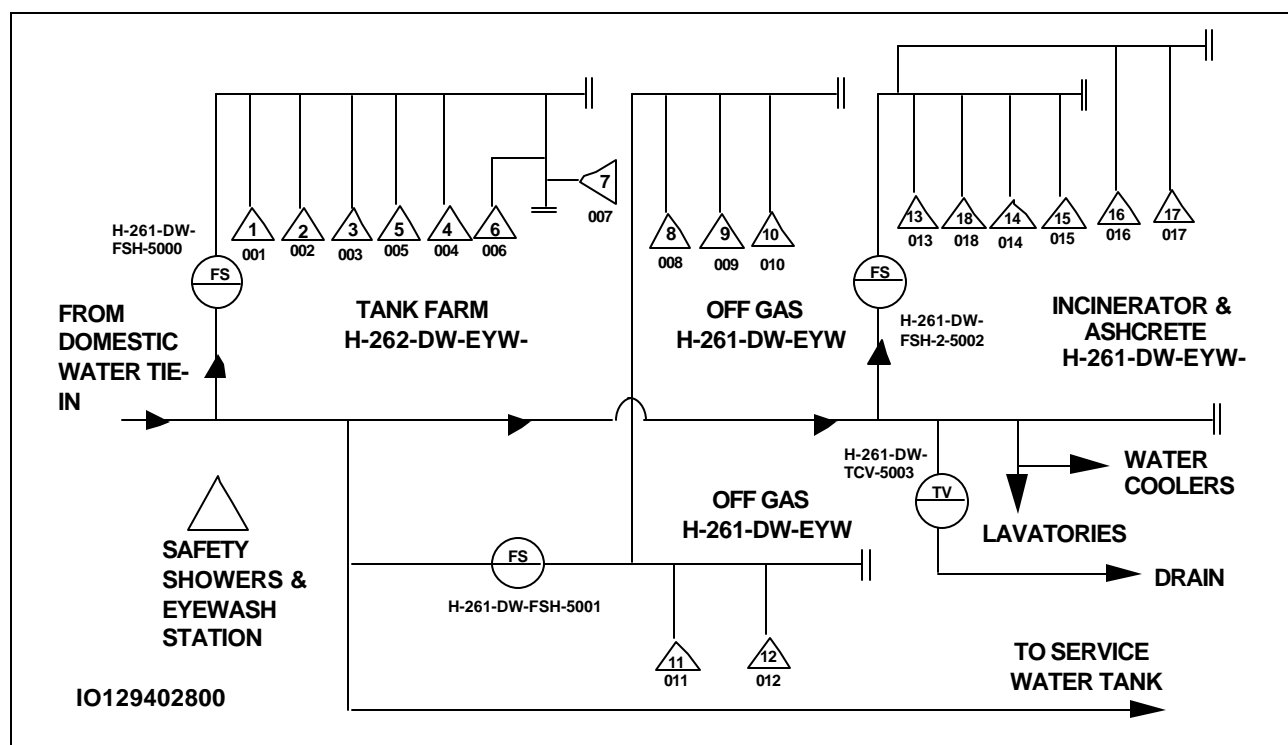 H-261-DW-
FSH-5000
FS
1
001
2
002
3
003
5
005
4
004
6
006
7
007
8
008
9
009
10
010
13
013
18
018
14
014
15
015
16
016
17
017
FROM
DOMESTIC
WATER TIE-
IN
TANK FARM
H-262-DW-EYW-
OFF GAS
H-261-DW-EYW
FS
H-261-DW-
FSH-2-5002
INCINERATOR &
ASHCRETE
H-261-DW-EYW-
H-261-DW-
TCV-5003
TV
WATER
COOLERS
LAVATORIES
DRAIN
OFF GAS
H-261-DW-EYW
SAFETY
SHOWERS &
EYEWASH
STATION
FS
H-261-DW-FSH-5001
11
011
12
012
TO SERVICE
WATER TANK
IO129402800